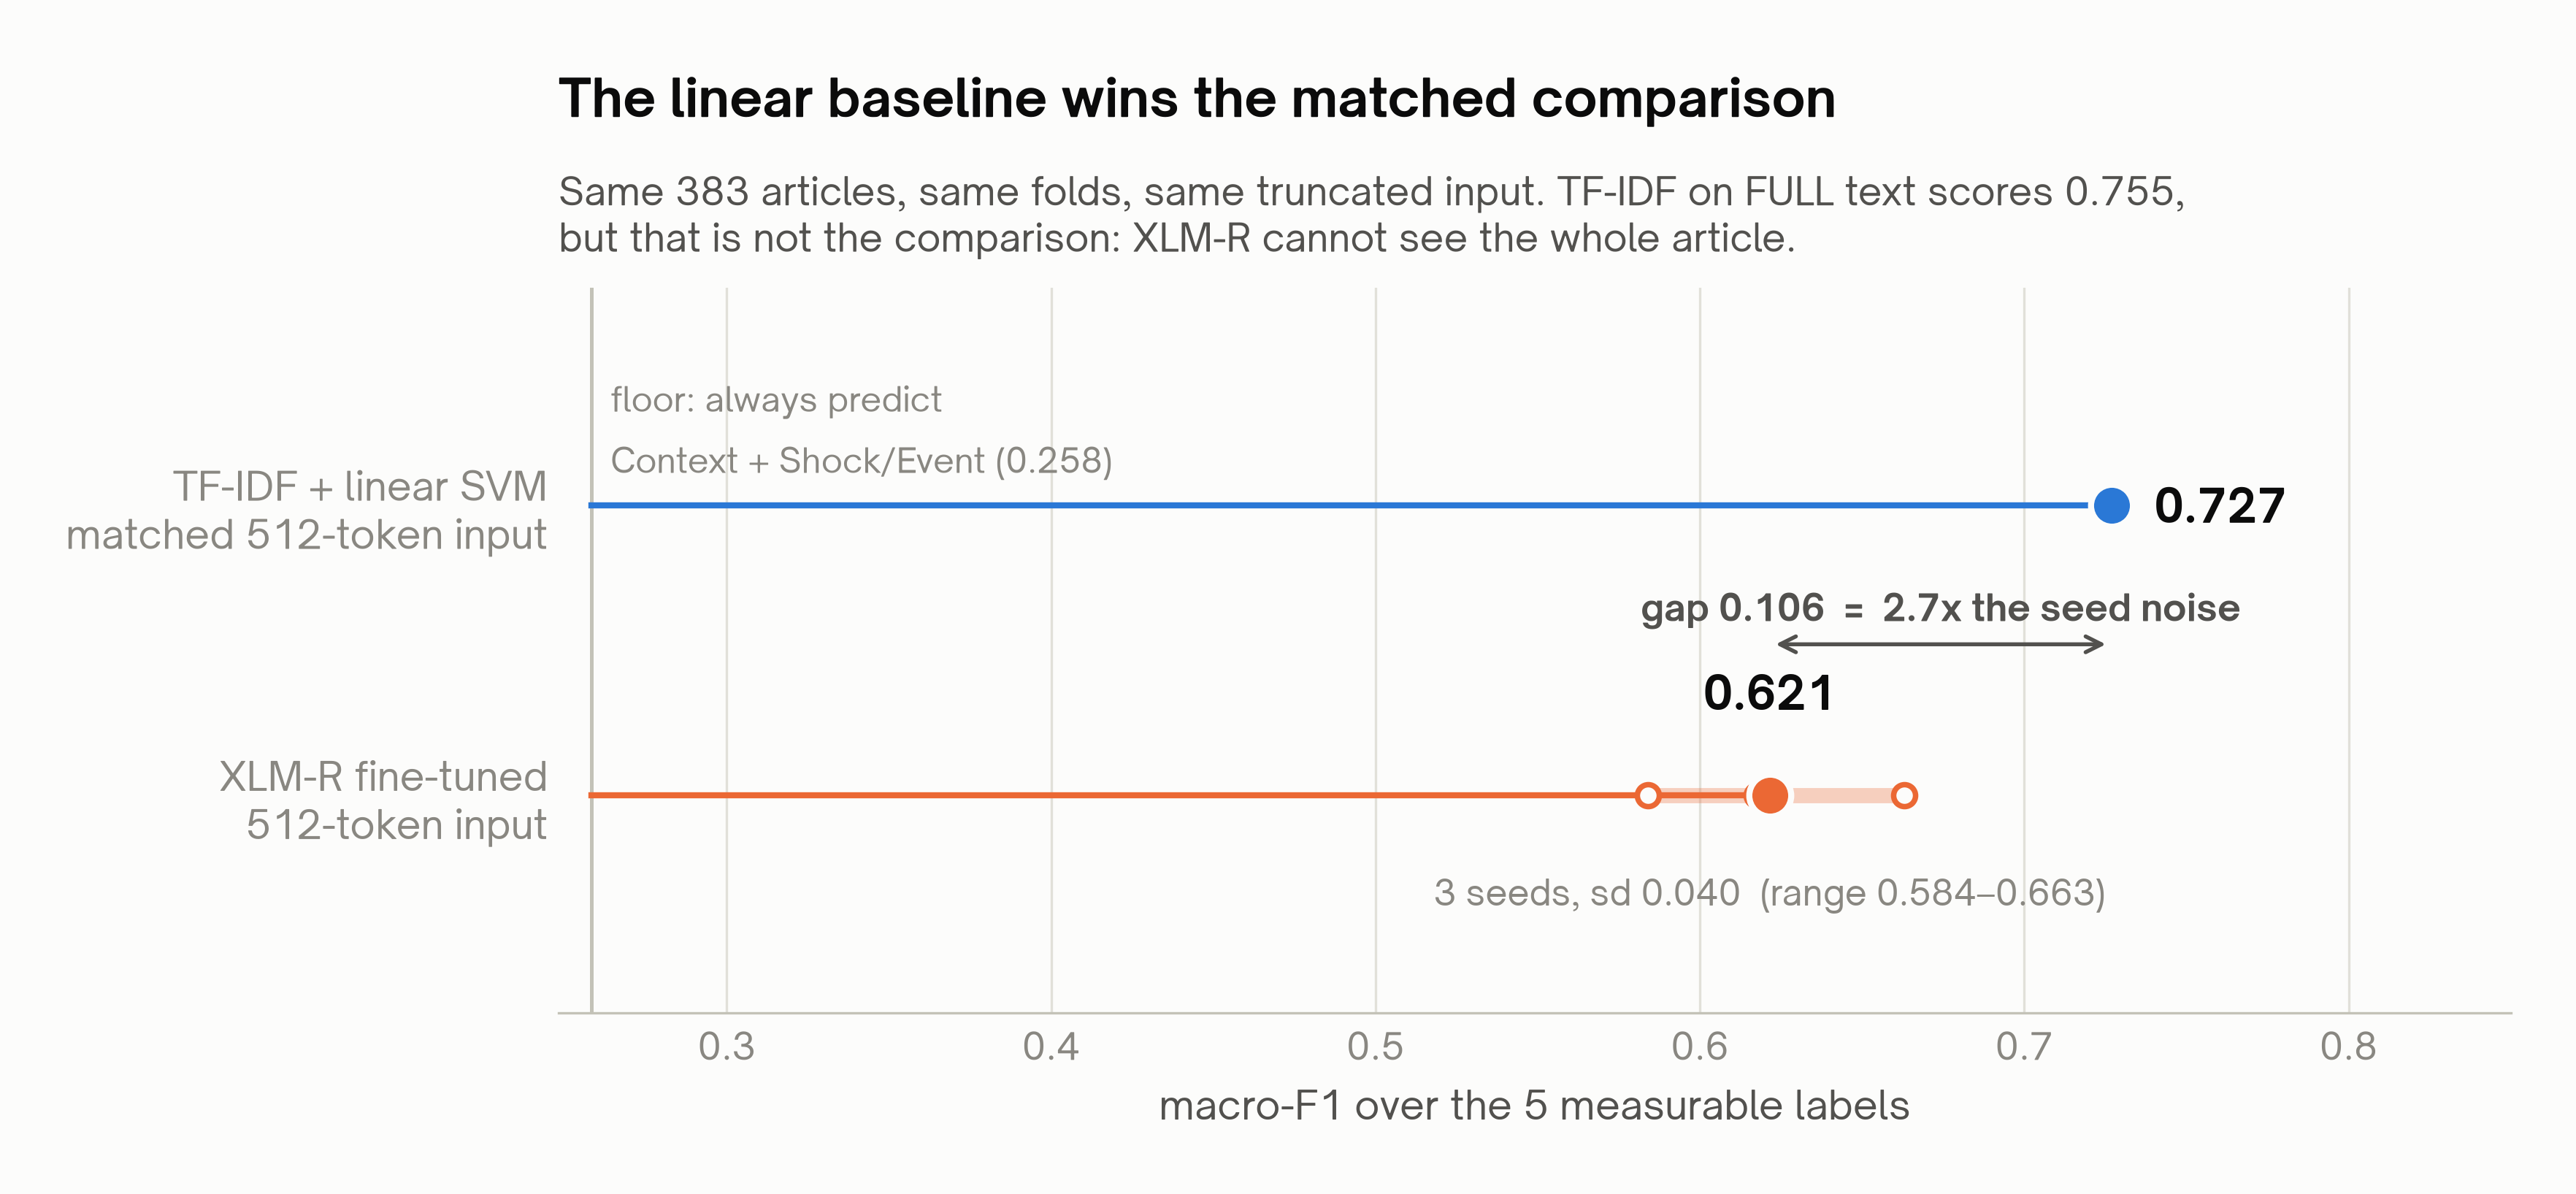 The linear baseline wins the matched comparison
Same 383 articles, same folds, same truncated input. TF-IDF on FULL text scores 0.755,
but that is not the comparison: XLM-R cannot see the whole article.
floor: always predict
Context + Shock/Event (0.258)
TF-IDF + linear SVM
matched 512-token input
0.727
gap 0.106 = 2.7x the seed noise
0.621
XLM-R fine-tuned
512-token input
3 seeds, sd 0.040 (range 0.584–0.663)
0.3 0.4 0.5 0.6 0.7 0.8
macro-F1 over the 5 measurable labels